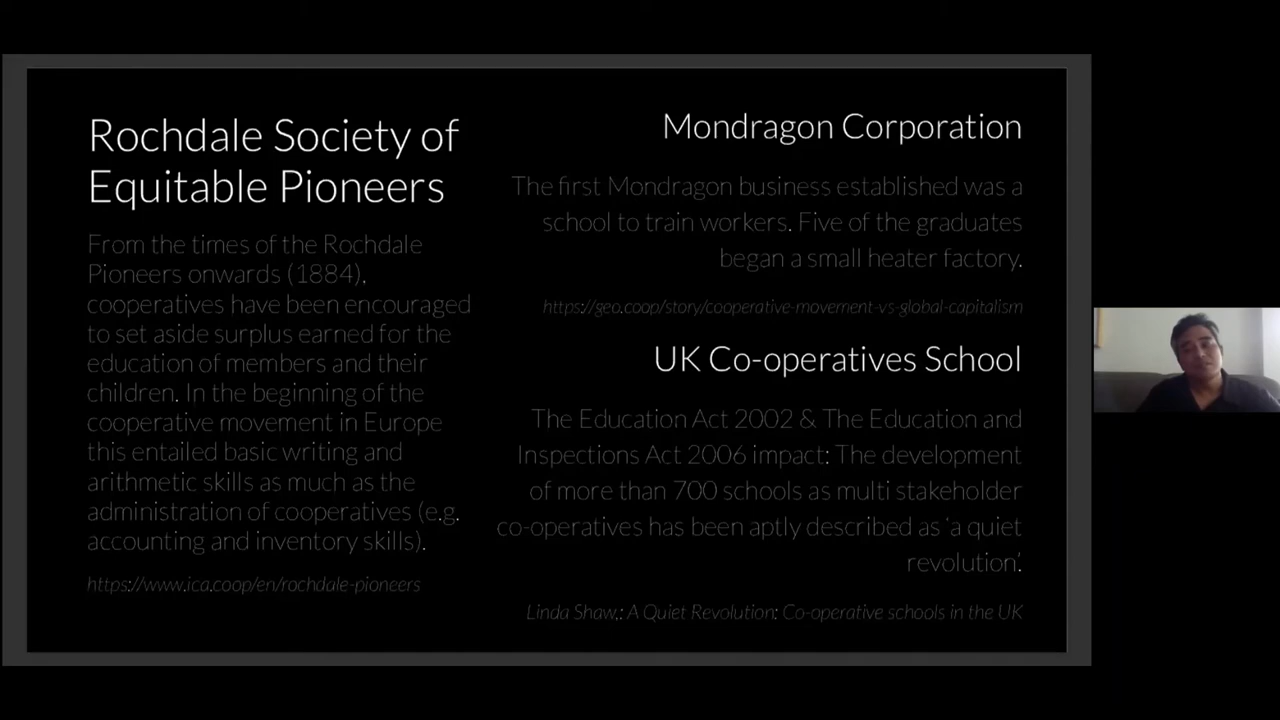 Rochdale Society of
Equitable Pioneers
From the times of the Rochdale
Pioneers onwards (1884),
cooperatives have been encouraged
to set aside surplus earned for the
education of members and their
children. In the beginning of the
cooperative movement in Europe
this entailed basic writing and
arithmetic skills as much as the
administration of cooperatives (e.g.
accounting and inventory skills).
https://www.ica.coop/en/rochdale-pioneers
Mondragon Corporation
The first Mondragon business established was a
school to train workers. Five of the graduates
began a small heater factory.
https://geo.coop/story/cooperative-movement-vs-global-capitalism
UK Co-operatives School
The Education Act 2002 & The Education and
Inspections Act 2006 impact: The development
of more than 700 schools as multi stakeholder
co-operatives has been aptly described as ‘a quiet
revolution’.
Linda Shaw,: A Quiet Revolution: Co-operative schools in the UK